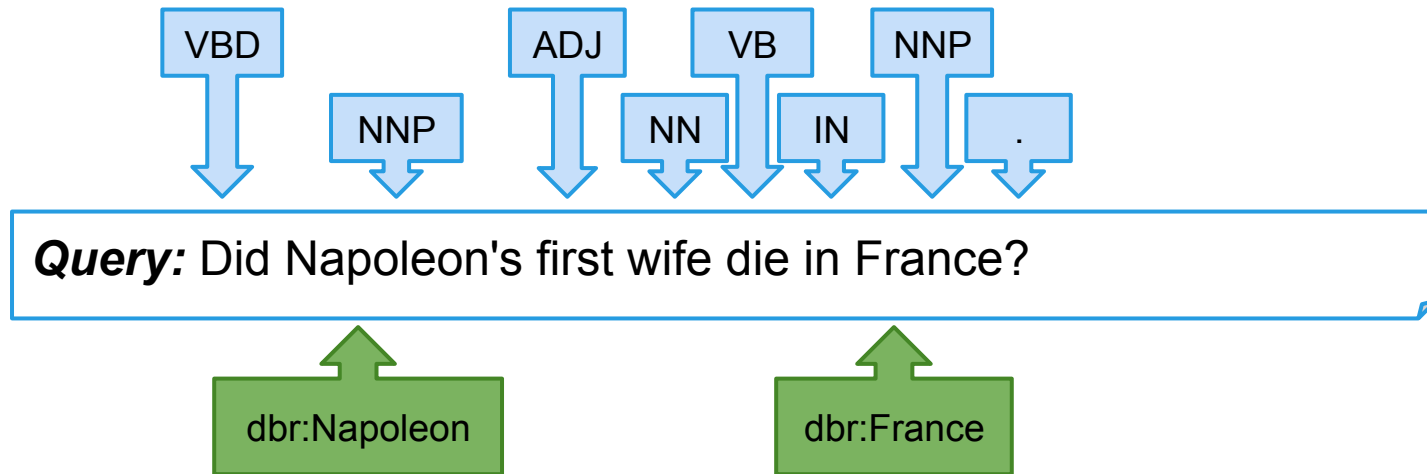 VBD ADJ VB NNP
NNP NN IN .
Query: Did Napoleon's first wife die in France?
dbr:Napoleon dbr:France